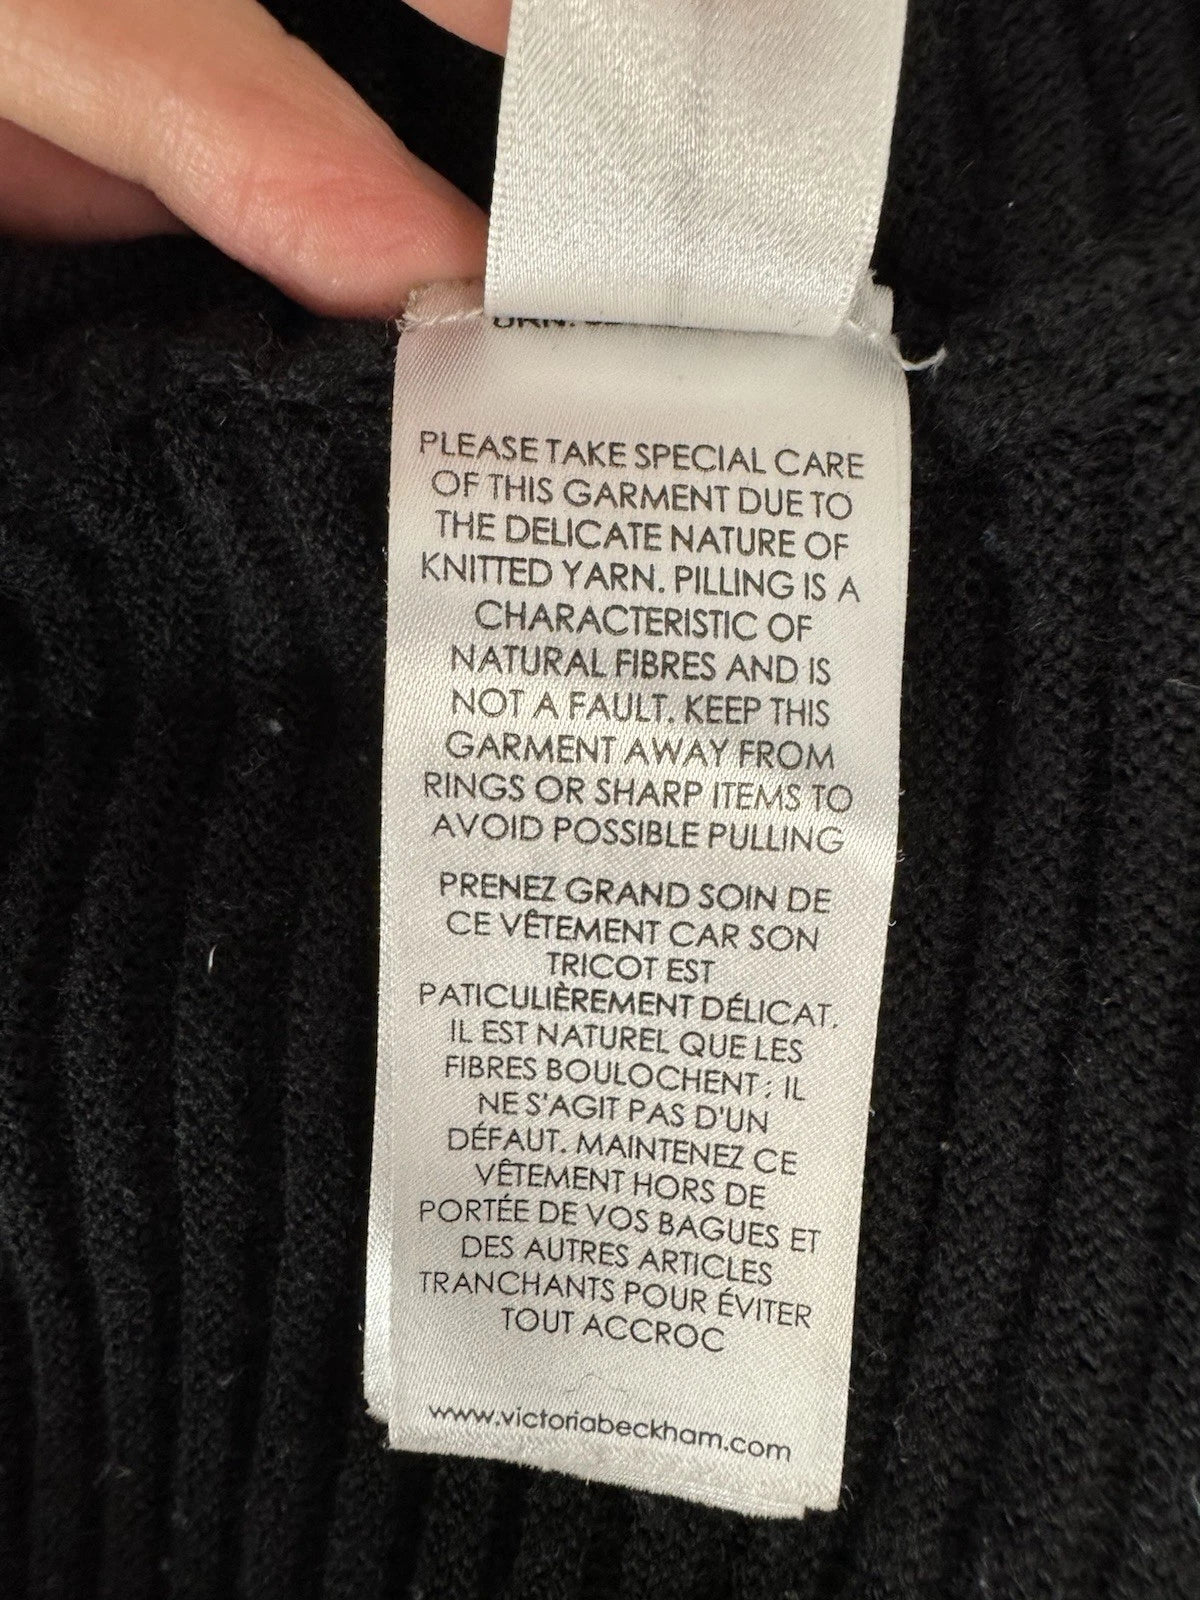 PLEASE TAKE SPECIAL CARE
OF THIS GARMENT DUE TO
THE DELICATE NATURE OF
KNITTED YARN. PILLING IS A
CHARACTERISTIC OF
NATURAL FIBRES AND IS
NOT A FAULT. KEEP THIS
GARMENT AWAY FROM
RINGS OR SHARP ITEMS TO
AVOID POSSIBLE PULLING
PRENEZ GRAND SOIN DE
CE VÊTEMENT CAR SON
TRICOT EST
PATICULIÈREMENT DÉLICAT.
IL EST NATUREL QUE LES
FIBRES BOULOCHENT ; IL
NE S'AGIT PAS D'UN
DÉFAUT. MAINTENEZ CE
VÊTEMENT HORS DE
PORTÉE DE VOS BAGUES ET
DES AUTRES ARTICLES
TRANCHANTS POUR ÉVITER
TOUT ACCROC
www.victoriabeckham.com